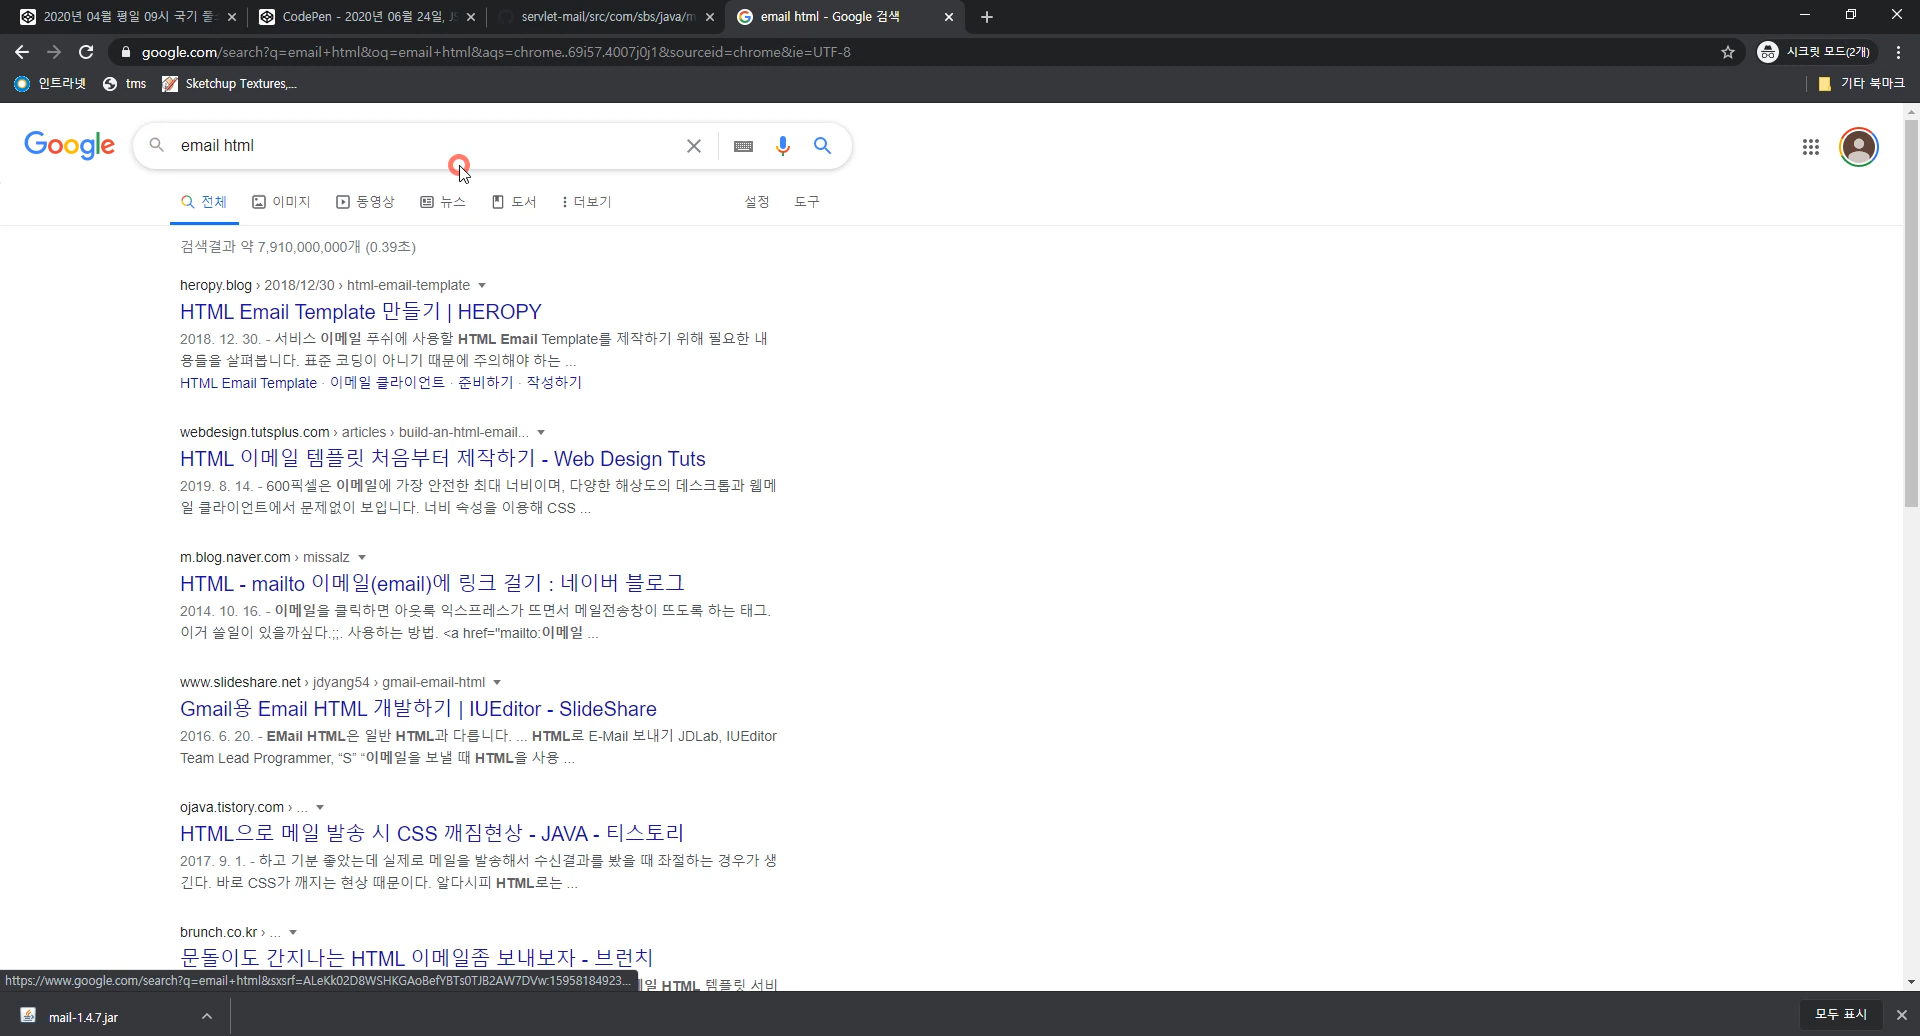 2020년 04월 평일 09시 국기 훌
CodePen - 2020년 06월 24일, JS
servlet-mail/src/com/sbs/java/m
email html - Google 검색
google.com/search?q=email+html&oq=email+html&aqs=chrome..69i57.4007j0j1&sourceid=chrome&ie=UTF-8
시크릿 모드(2개)
인트라넷
tms
Sketchup Textures,...
기타 북마크
Google
email html
전체
이미지
동영상
뉴스
도서
더보기
설정
도구
검색결과 약 7,910,000,000개 (0.39초)
heropy.blog › 2018/12/30 › html-email-template
HTML Email Template 만들기 | HEROPY
2018. 12. 30. - 서비스 이메일 푸쉬에 사용할 HTML Email Template를 제작하기 위해 필요한 내
용들을 살펴봅니다. 표준 코딩이 아니기 때문에 주의해야 하는 ...
HTML Email Template · 이메일 클라이언트 · 준비하기 · 작성하기
webdesign.tutsplus.com › articles › build-an-html-email...
HTML 이메일 템플릿 처음부터 제작하기 - Web Design Tuts
2019. 8. 14. - 600픽셀은 이메일에 가장 안전한 최대 너비이며, 다양한 해상도의 데스크톱과 웹메
일 클라이언트에서 문제없이 보입니다. 너비 속성을 이용해 CSS ...
m.blog.naver.com › missalz
HTML - mailto 이메일(email)에 링크 걸기 : 네이버 블로그
2014. 10. 16. - 이메일을 클릭하면 아웃룩 익스프레스가 뜨면서 메일전송창이 뜨도록 하는 태그.
이거 쓸일이 있을까싶다.;;. 사용하는 방법. <a href="mailto:이메일 ...
www.slideshare.net › jdyang54 › gmail-email-html
Gmail용 Email HTML 개발하기 | IUEditor - SlideShare
2016. 6. 20. - EMail HTML은 일반 HTML과 다릅니다. ... HTML로 E-Mail 보내기 JDLab, IUEditor
Team Lead Programmer, “S” “이메일을 보낼 때 HTML을 사용 ...
ojava.tistory.com › ...
HTML으로 메일 발송 시 CSS 깨짐현상 - JAVA - 티스토리
2017. 9. 1. - 하고 기분 좋았는데 실제로 메일을 발송해서 수신결과를 봤을 때 좌절하는 경우가 생
긴다. 바로 CSS가 깨지는 현상 때문이다. 알다시피 HTML로는 ...
brunch.co.kr › ...
문돌이도 간지나는 HTML 이메일좀 보내보자 - 브런치
https://www.google.com/search?q=email+html&sxsrf=ALeKk02D8WSHKGAoBefYBTs0TJB2AW7DVw:15958184923...
일 HTML 템플릿 서비
mail-1.4.7.jar
모두 표시